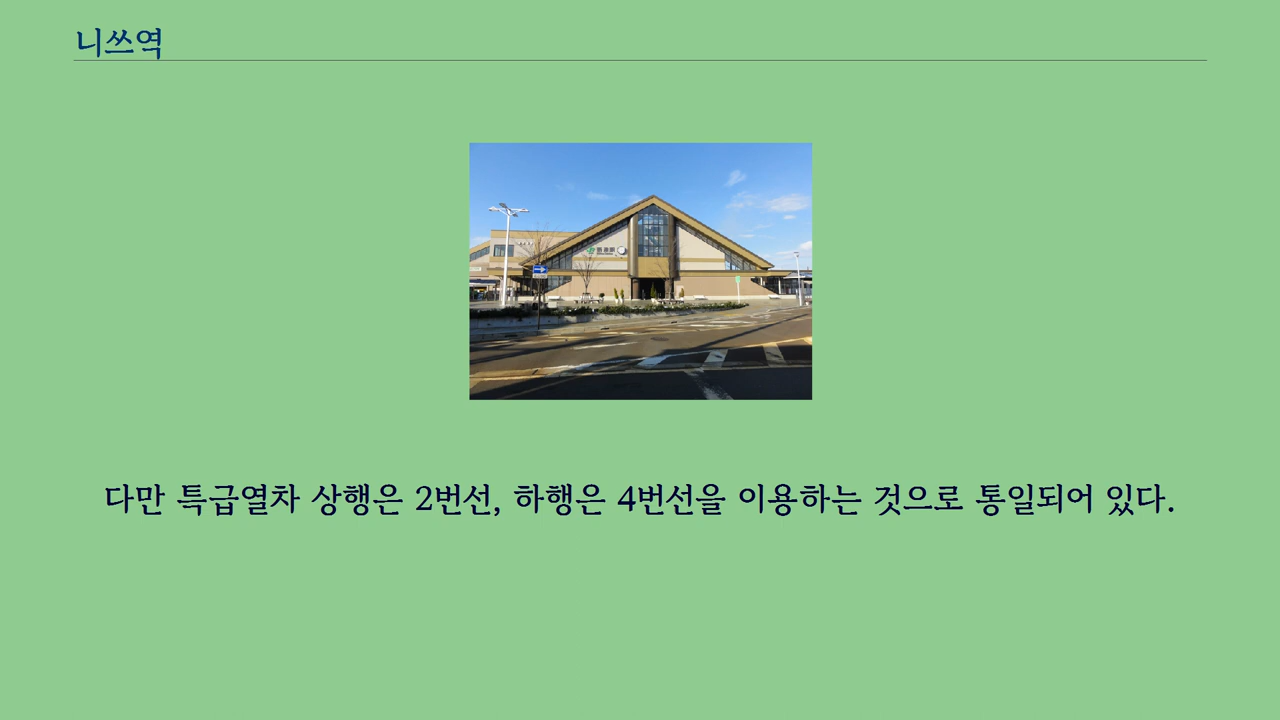 니쓰역
다만 특급열차 상행은 2번선, 하행은 4번선을 이용하는 것으로 통일되어 있다.